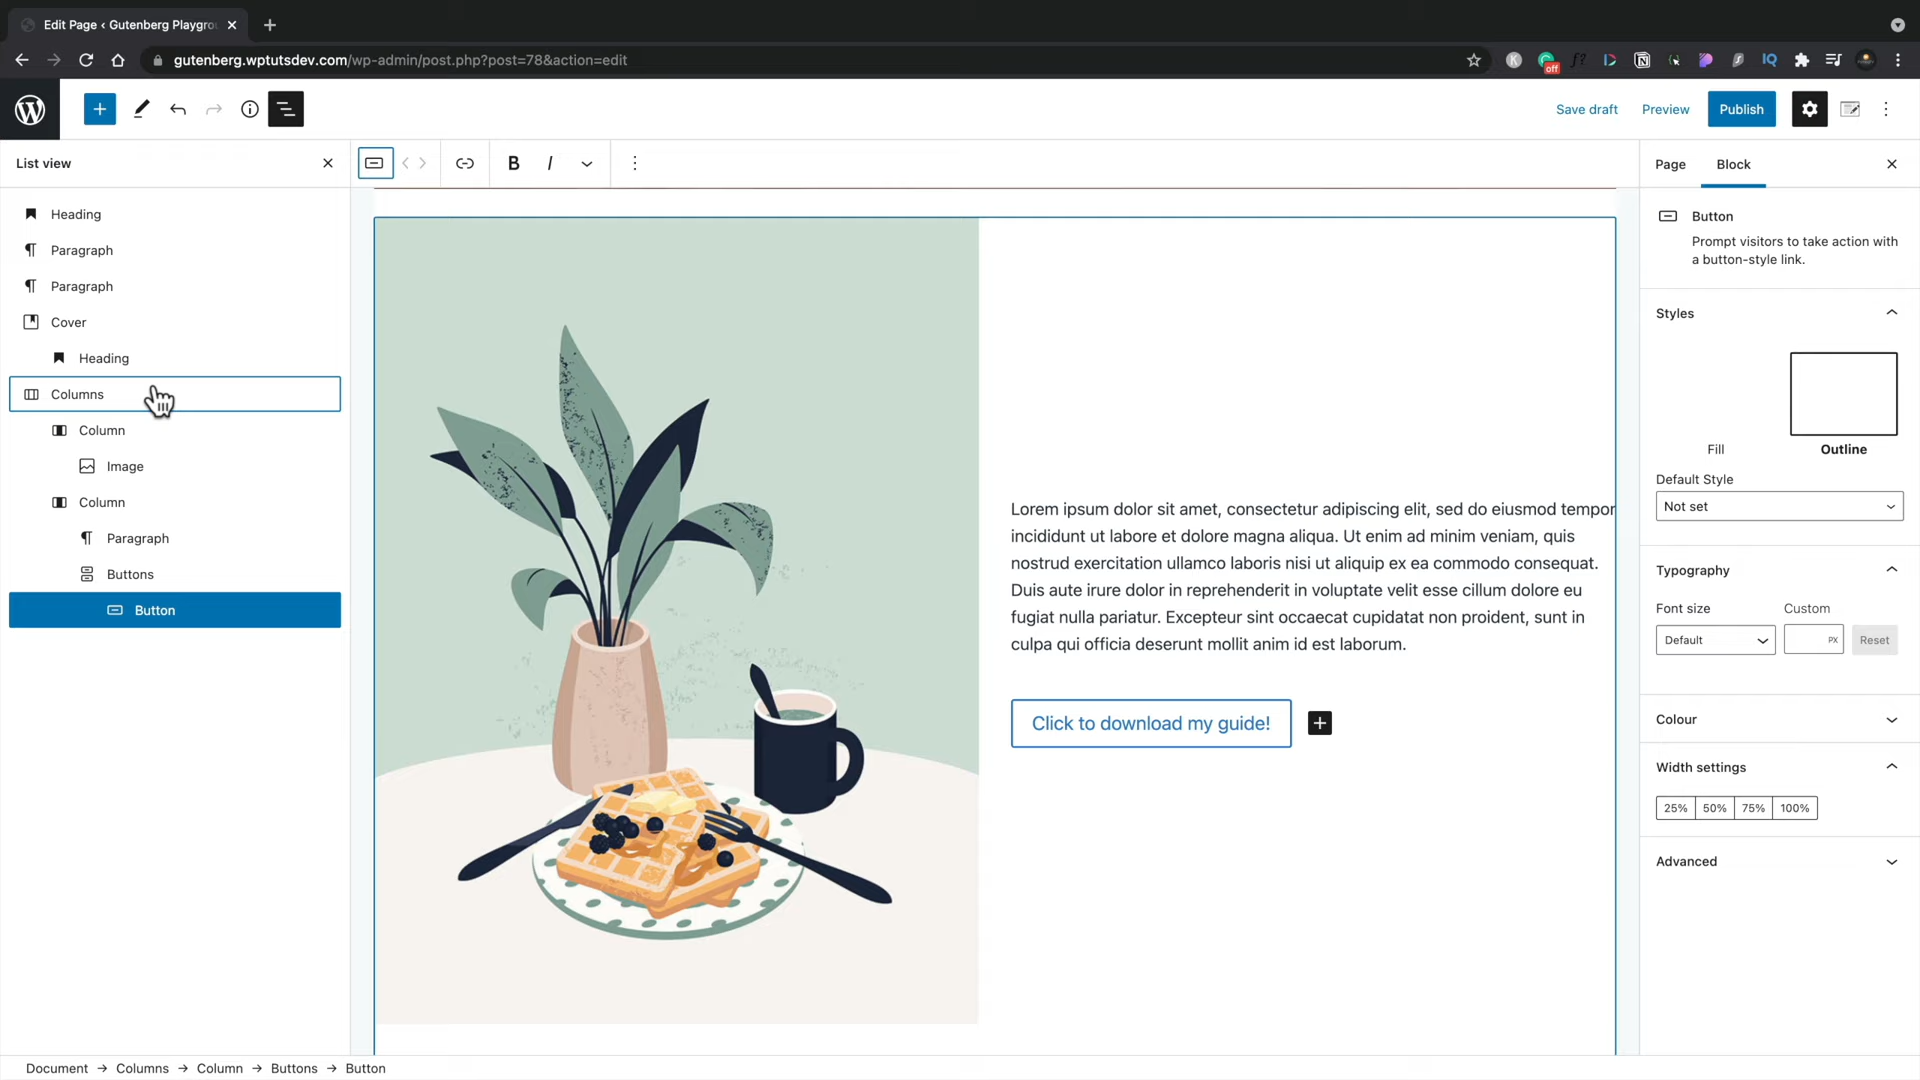 Edit Page < Gutenberg Playgro
gutenberg.wptutsdev.com/wp-admin/post.php?post=78&action=edit
off
Save draft
Preview
Publish
List view
Page
Block
Heading
Paragraph
Paragraph
Cover
Heading
Columns
Column
Image
Column
Paragraph
Buttons
Button
Lorem ipsum dolor sit amet, consectetur adipiscing elit, sed do eiusmod tempor
incididunt ut labore et dolore magna aliqua. Ut enim ad minim veniam, quis
nostrud exercitation ullamco laboris nisi ut aliquip ex ea commodo consequat.
Duis aute irure dolor in reprehenderit in voluptate velit esse cillum dolore eu
fugiat nulla pariatur. Excepteur sint occaecat cupidatat non proident, sunt in
culpa qui officia deserunt mollit anim id est laborum.
Click to download my guide!
Button
Prompt visitors to take action with
a button-style link.
Styles
Fill
Outline
Default Style
Not set
Typography
Font size
Custom
Default
PX
Reset
Colour
Width settings
25% 50% 75% 100%
Advanced
Document → Columns → Column → Buttons → Button